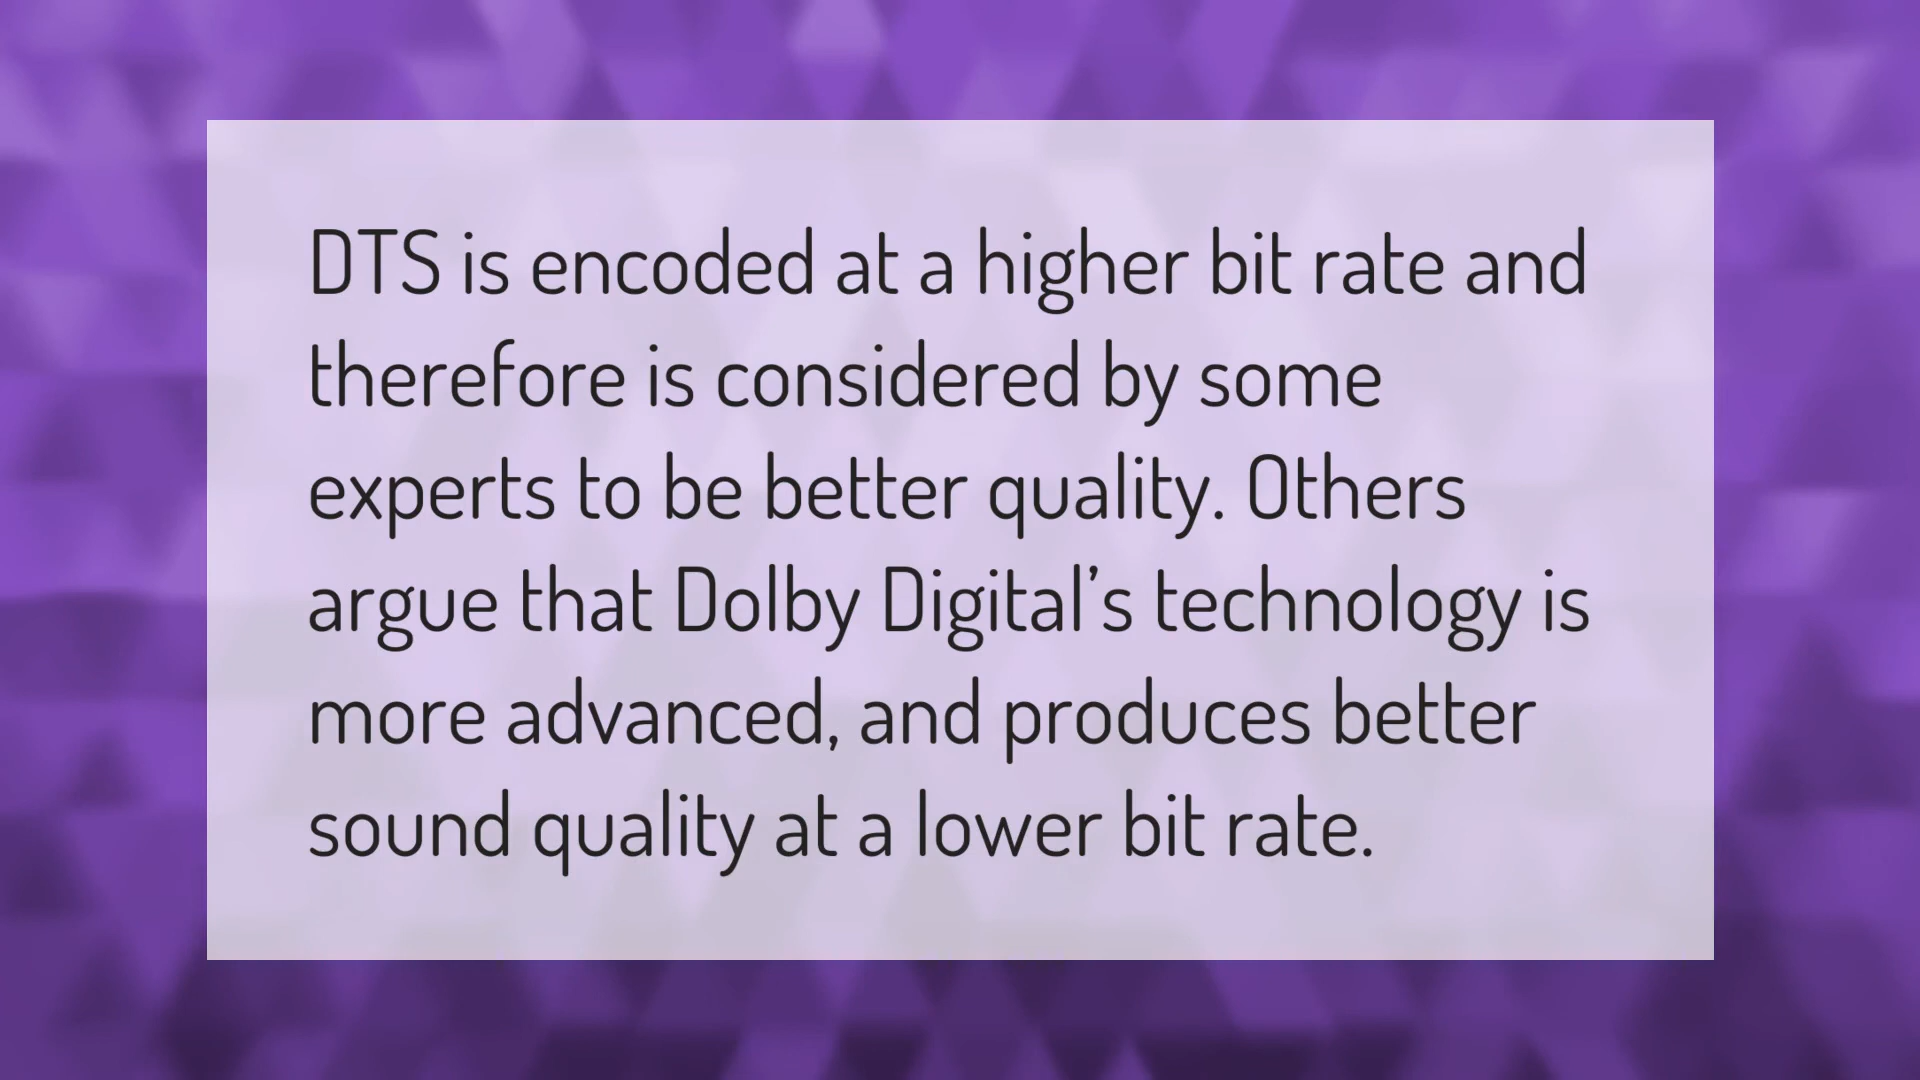 DTS is encoded at a higher bit rate and
therefore is considered by some
experts to be better quality. Others
argue that Dolby Digital’s technology is
more advanced, and produces better
sound quality at a lower bit rate.